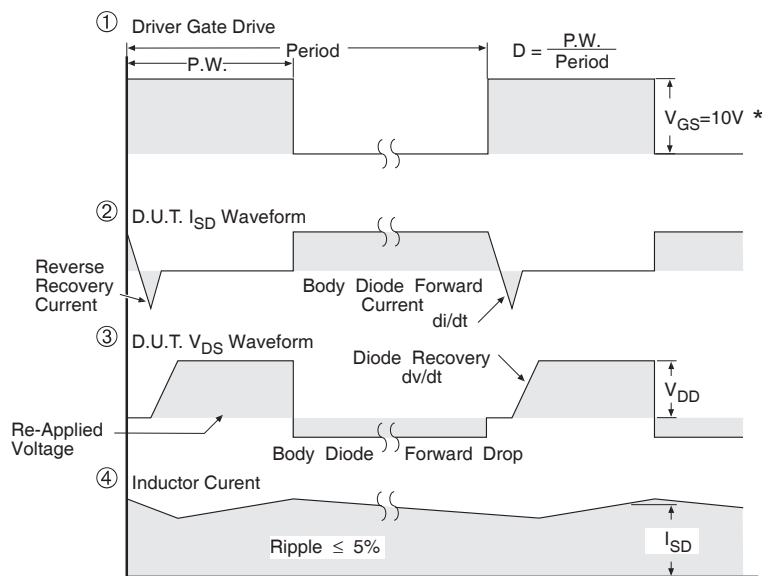 ① Driver Gate Drive
Period
P.W.
D = P.W. / Period
V_GS=10V *
② D.U.T. I_SD Waveform
Reverse
Recovery
Current
Body Diode Forward
Current
di/dt
③ D.U.T. V_DS Waveform
Diode Recovery
dv/dt
V_DD
Re-Applied
Voltage
Body Diode Forward Drop
④ Inductor Curent
Ripple ≤ 5%
I_SD